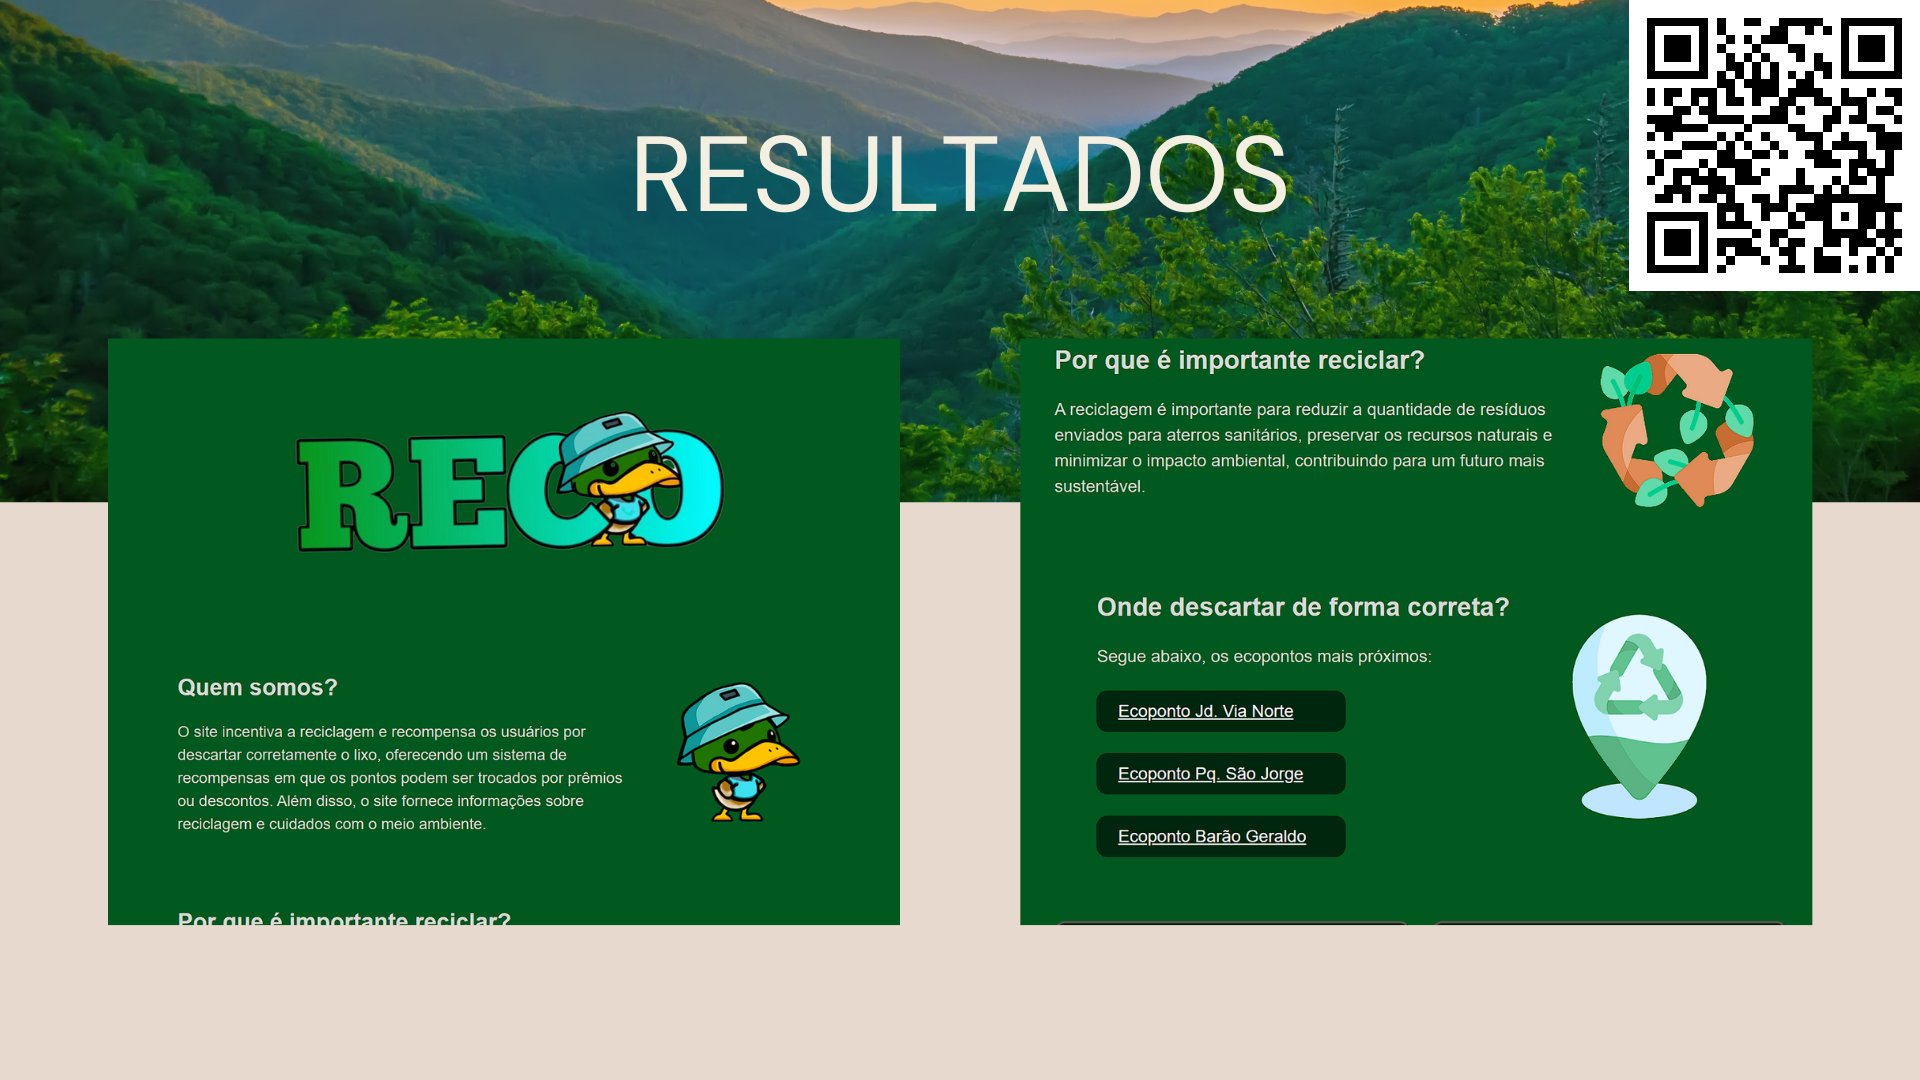 RESULTADOS
RECO
Quem somos?
O site incentiva a reciclagem e recompensa os usuários por
descartar corretamente o lixo, oferecendo um sistema de
recompensas em que os pontos podem ser trocados por prêmios
ou descontos. Além disso, o site fornece informações sobre
reciclagem e cuidados com o meio ambiente.
Por que é importante reciclar?
Por que é importante reciclar?
A reciclagem é importante para reduzir a quantidade de resíduos
enviados para aterros sanitários, preservar os recursos naturais e
minimizar o impacto ambiental, contribuindo para um futuro mais
sustentável.
Onde descartar de forma correta?
Segue abaixo, os ecopontos mais próximos:
Ecoponto Jd. Via Norte
Ecoponto Pq. São Jorge
Ecoponto Barão Geraldo